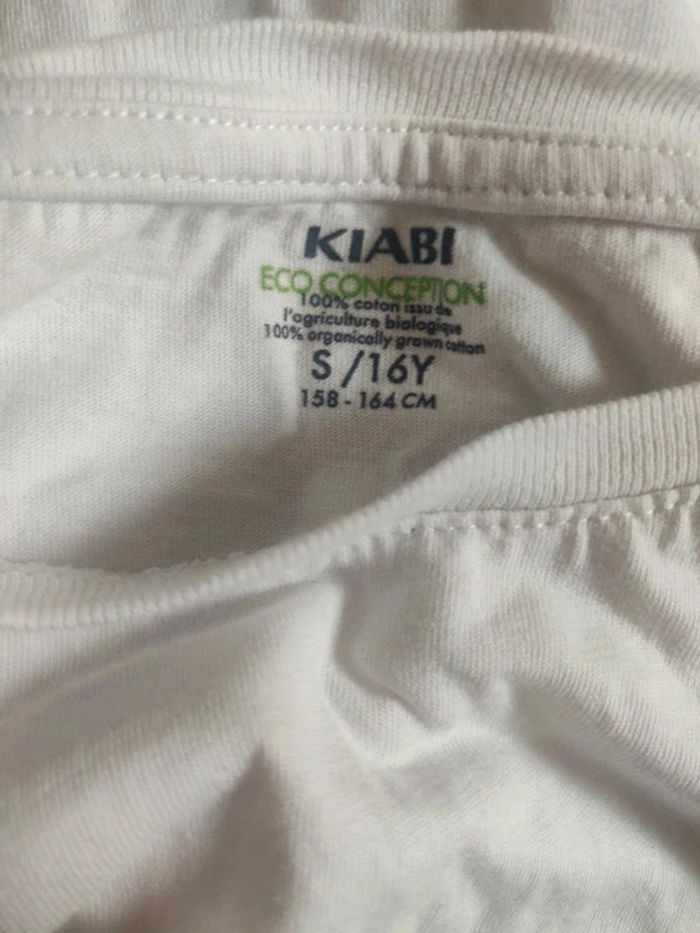 KIABI
ECO CONCEPTION
100% coton issu de
l'agriculture biologique
100% organically grown cotton
S /16Y
158 - 164 CM